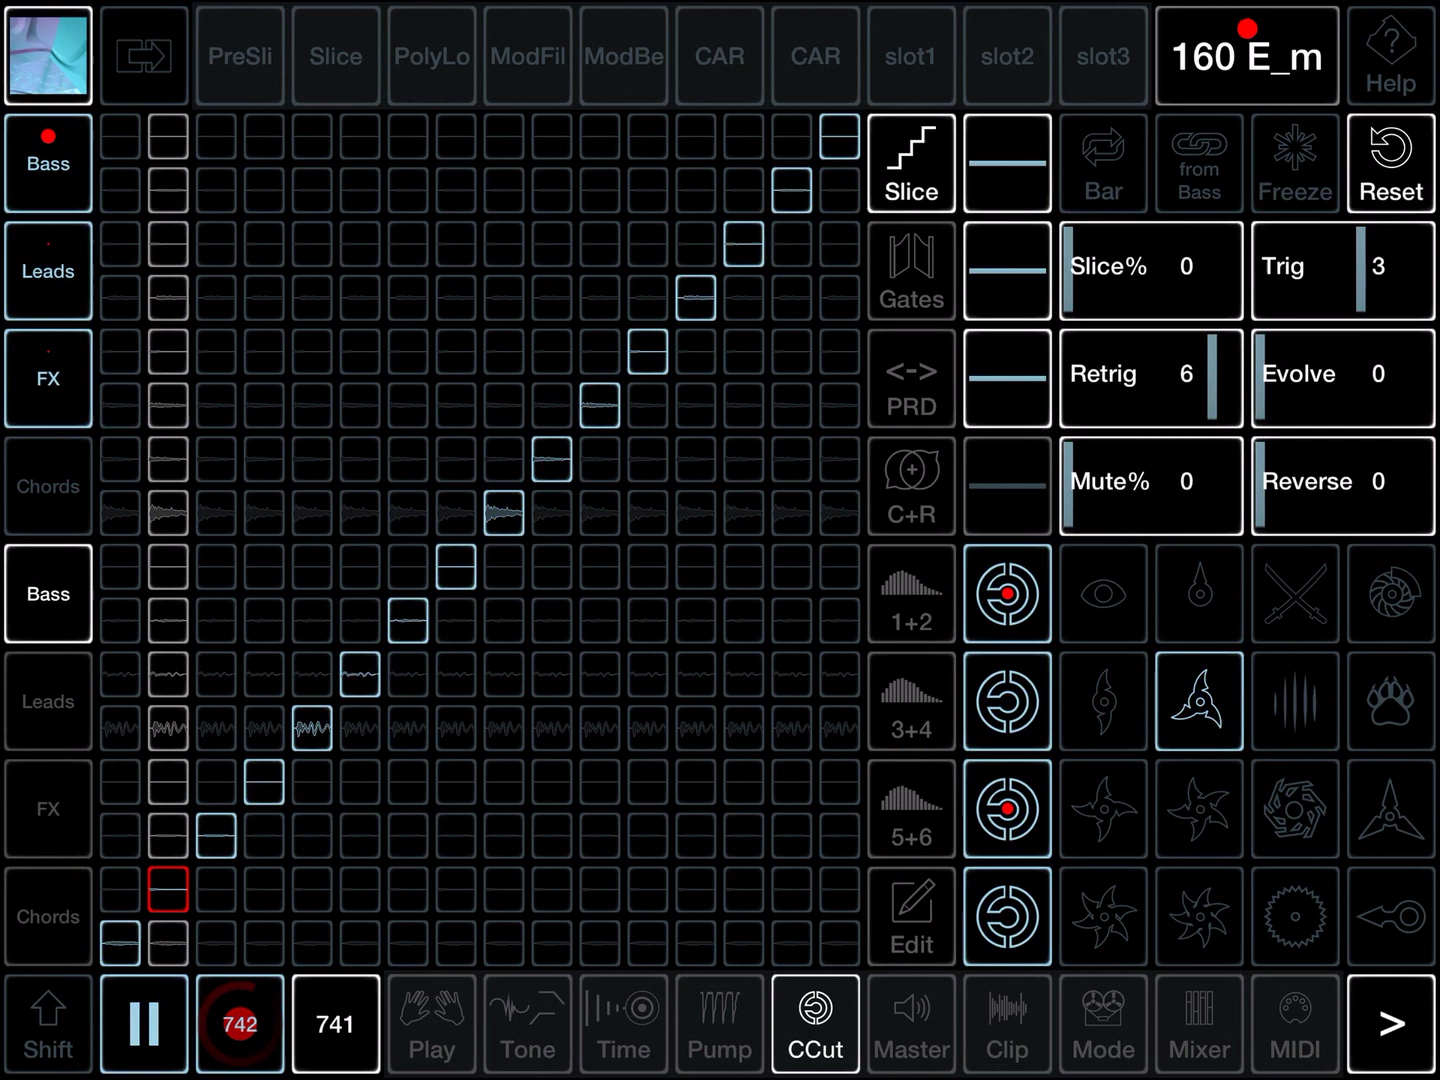 PreSli
Slice
PolyLo
ModFil
ModBe
CAR
CAR
slot1
slot2
slot3
160 E_m
Help
Bass
Slice
Bar
from
Bass
Freeze
Reset
Leads
Gates
Slice% 0
Trig 3
FX
<->
PRD
Retrig 6
Evolve 0
Chords
C+R
Mute% 0
Reverse 0
Bass
1+2
Leads
3+4
FX
5+6
Chords
Edit
Shift
742
741
Play
Tone
Time
Pump
CCut
Master
Clip
Mode
Mixer
MIDI
>